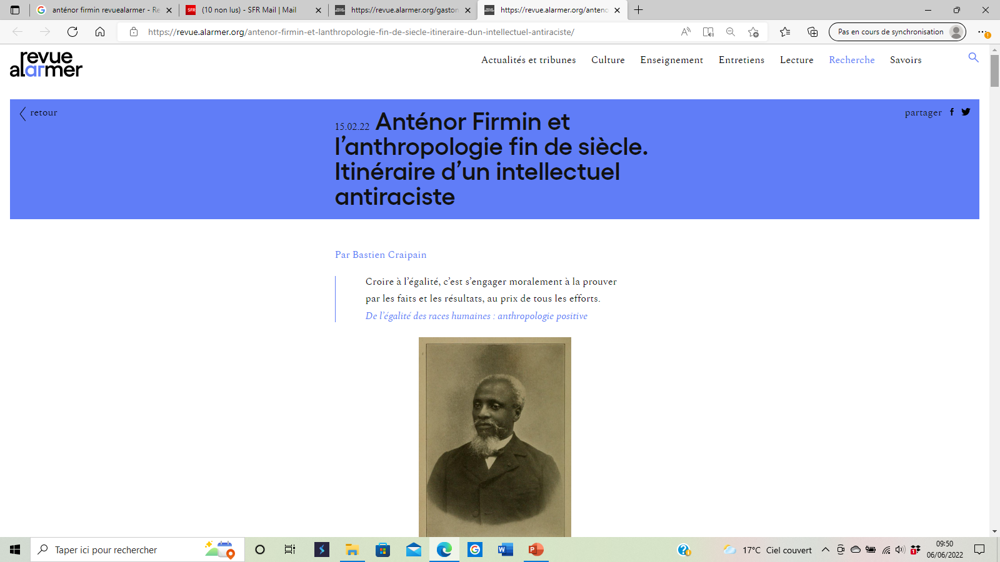 anténor firmin revuealarmer - Re
(10 non lus) - SFR Mail | Mail
https://revue.alarmer.org/gaston
https://revue.alarmer.org/anteno
https://revue.alarmer.org/antenor-firmin-et-lanthropologie-fin-de-siecle-itineraire-dun-intellectuel-antiraciste/
Pas en cours de synchronisation
revue
alarmer
Actualités et tribunes Culture Enseignement Entretiens Lecture Recherche Savoirs
retour
partager
15.02.22 Anténor Firmin et
l’anthropologie fin de siècle.
Itinéraire d’un intellectuel
antiraciste
Par Bastien Craipain
Croire à l’égalité, c’est s’engager moralement à la prouver
par les faits et les résultats, au prix de tous les efforts.
De l’égalité des races humaines : anthropologie positive
Taper ici pour rechercher
17°C Ciel couvert
09:50
06/06/2022